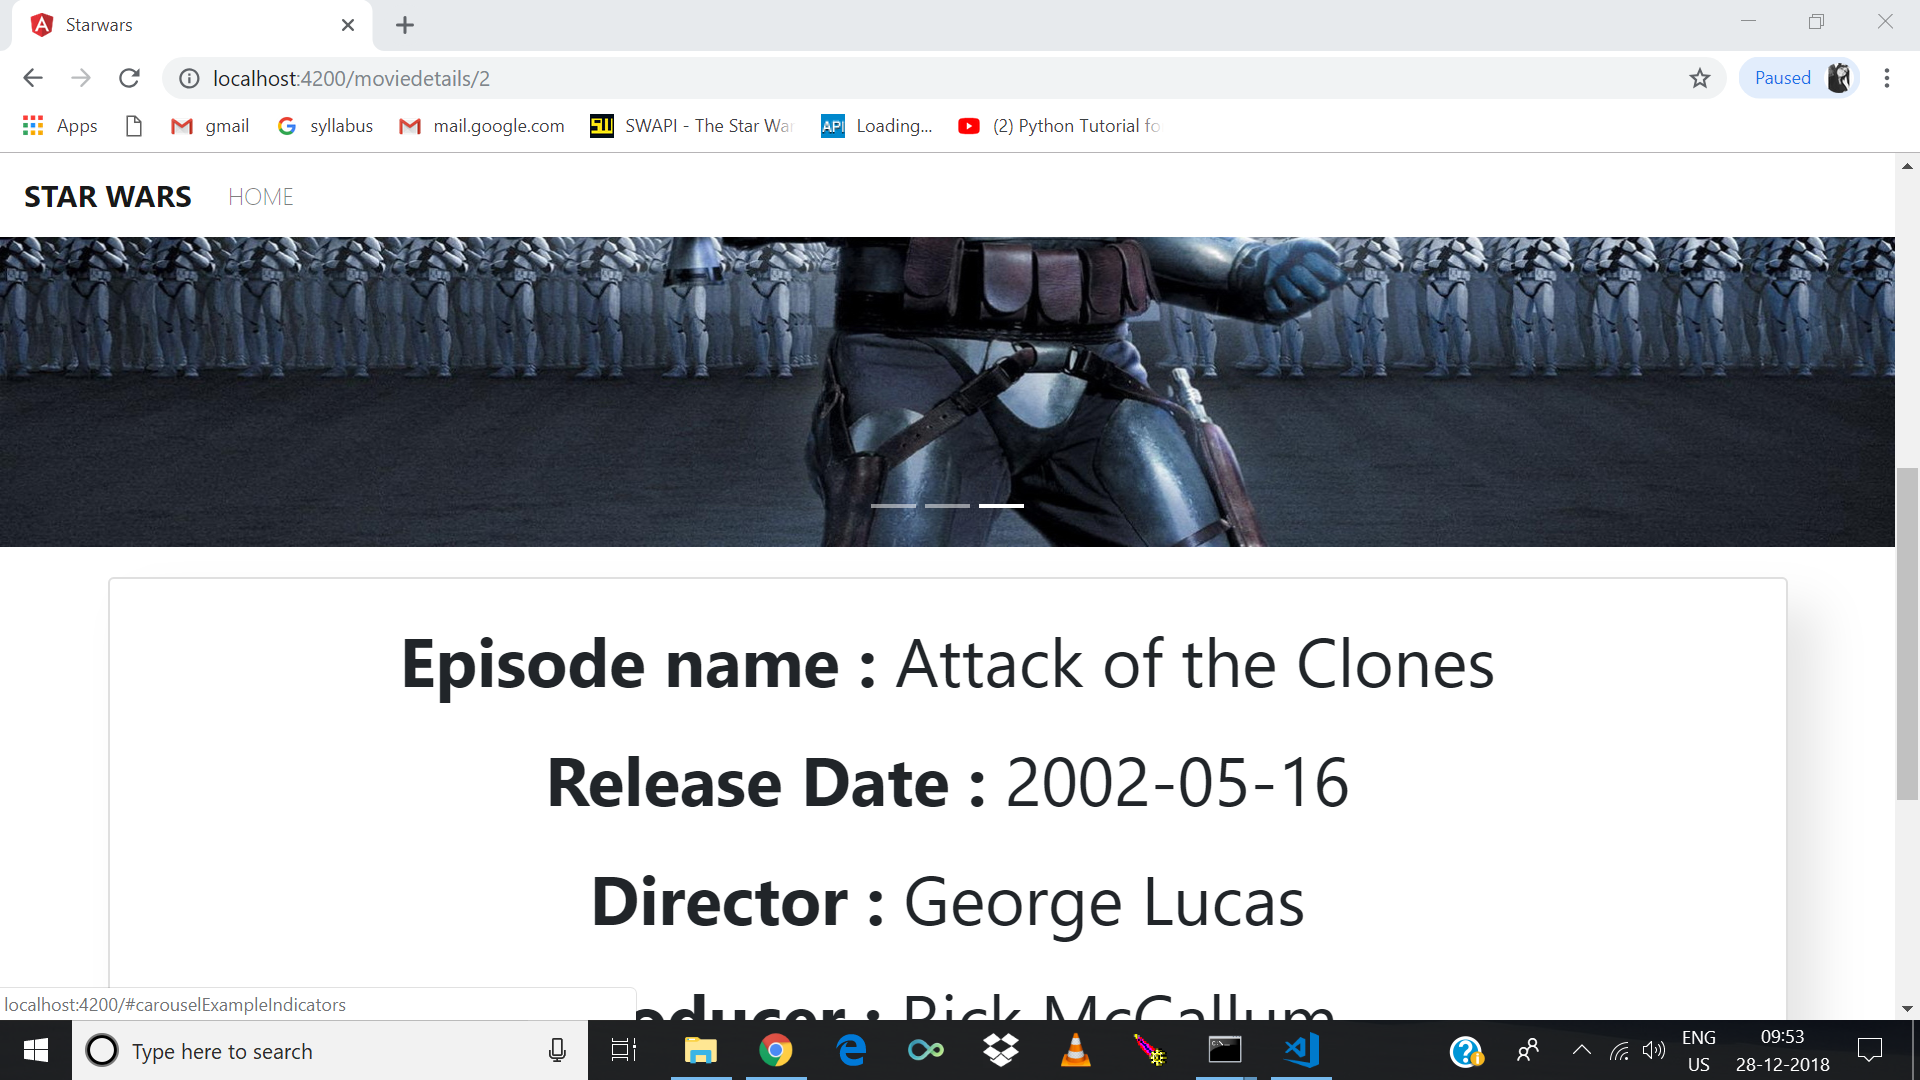 Starwars
localhost:4200/moviedetails/2
Paused
Apps
gmail
syllabus
mail.google.com
SWAPI - The Star Wa
API
Loading...
(2) Python Tutorial fo
STAR WARS
HOME
Episode name : Attack of the Clones
Release Date : 2002-05-16
Director : George Lucas
oducer : Rick McCallum
localhost:4200/#carouselExampleIndicators
Type here to search
ENG
US
09:53
28-12-2018